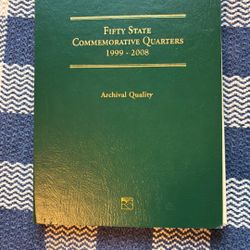 Fifty State
Commemorative Quarters
1999 - 2008
Archival Quality